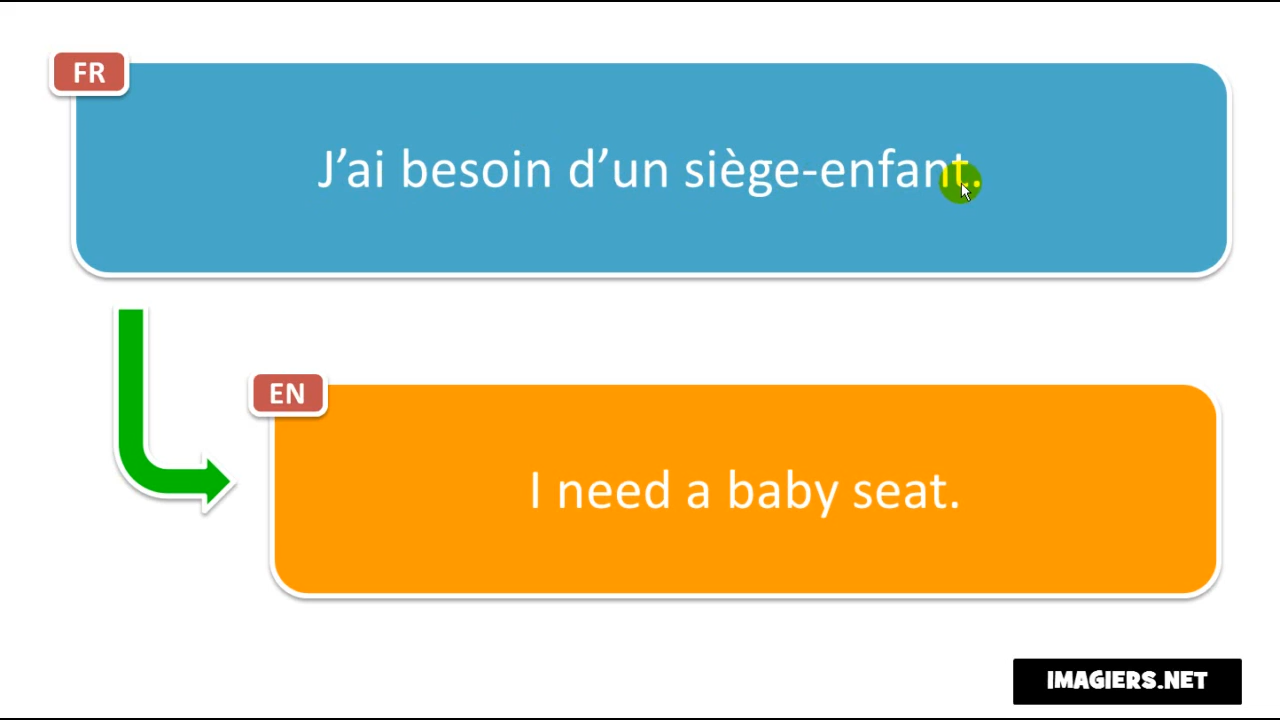 FR
J’ai besoin d’un siège-enfant.
EN
I need a baby seat.
IMAGIERS.NET